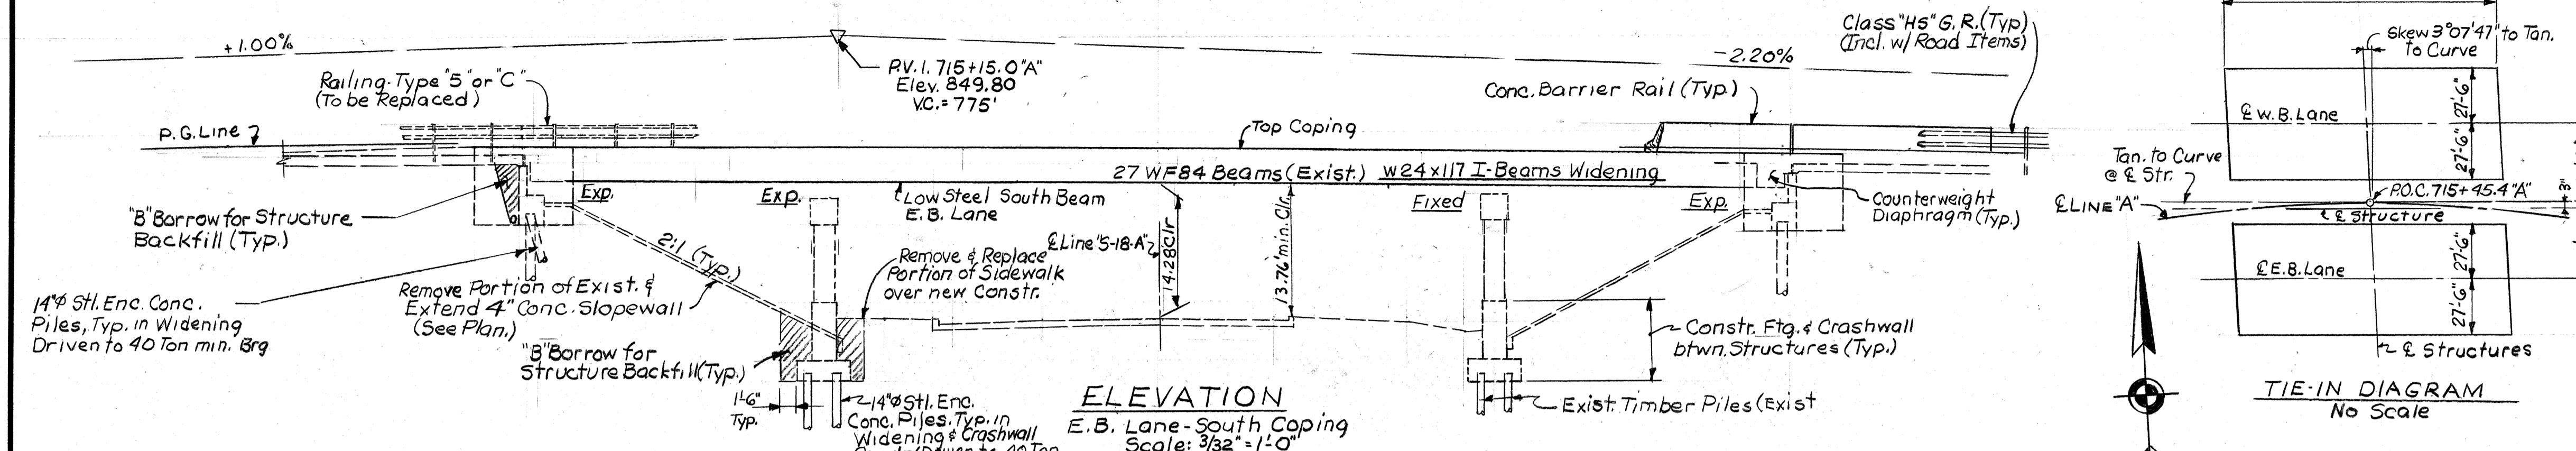 +1.00%
P.V.I. 715+15.0 "A"
Elev. 849.80
V.C. = 775'
-2.20%
Class "H5" G.R. (Typ)
(Incl. w/ Road Items)
Railing-Type "5" or "C"
(To be Replaced)
Conc. Barrier Rail (Typ.)
P.G. Line
Top Coping
27 WF84 Beams (Exist.) W24x117 I-Beams Widening
Exp.
Exp.
Low Steel South Beam
E.B. Lane
Fixed
Exp.
Counterweight
Diaphragm (Typ.)
"B" Borrow for Structure
Backfill (Typ.)
2:1 (Typ.)
℄ Line "S-18-A"
14.28' Clr
13.76' min. Clr.
Remove & Replace
Portion of Sidewalk
over new Constr.
14"φ Stl. Enc. Conc.
Piles, Typ. in Widening
Driven to 40 Ton min. Brg
Remove Portion of Exist. &
Extend 4" Conc. Slopewall
(See Plan.)
"B" Borrow for
Structure Backfill (Typ.)
Constr. Ftg. & Crashwall
btwn. Structures (Typ.)
1'-6"
Typ.
14"φ Stl. Enc.
Conc. Piles, Typ. in
Widening & Crashwall
Exist. Timber Piles (Exist
ELEVATION
E.B. Lane-South Coping
Scale: 3/32" = 1'-0"
Skew 3°07'47" to Tan.
to Curve
℄ W.B. Lane
27'-6"
27'-6"
Tan. to Curve
@ ℄ Str.
P.O.C. 715+45.4 "A"
3"
℄ LINE "A"
℄ Structure
℄ E.B. Lane
27'-6"
27'-6"
℄ Structures
TIE-IN DIAGRAM
No Scale